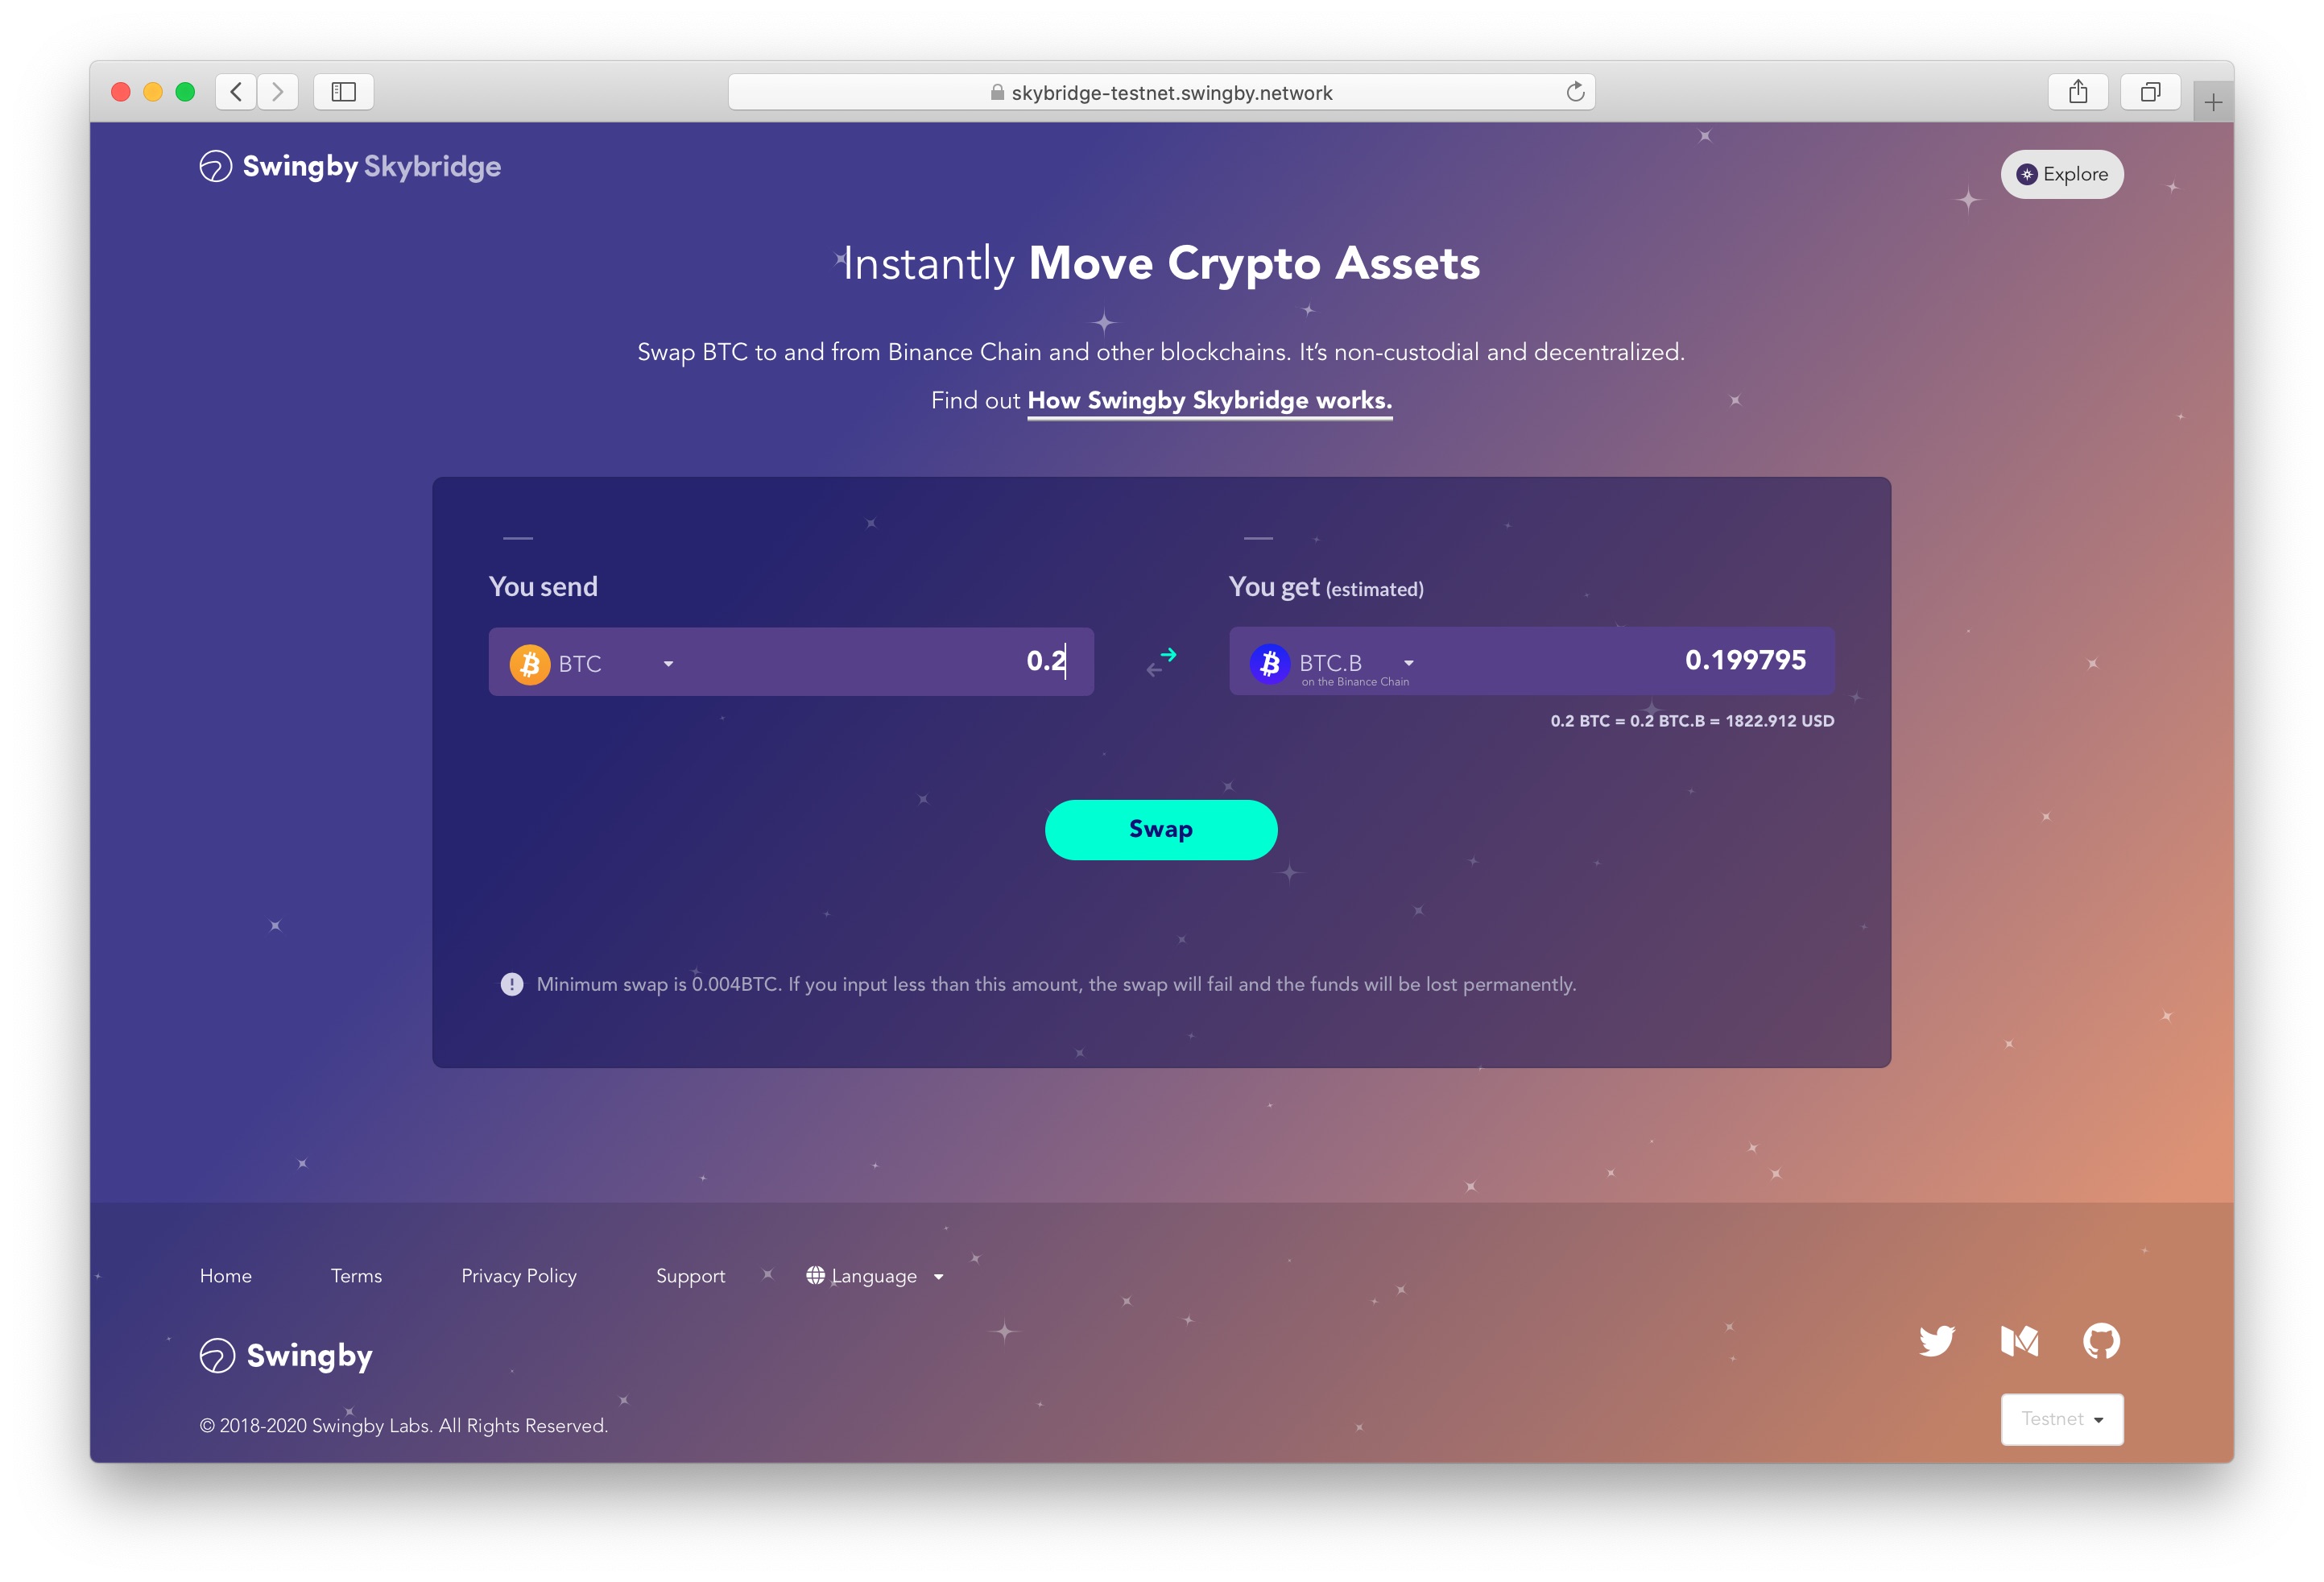 skybridge-testnet.swingby.network
Swingby Skybridge
Explore
Instantly Move Crypto Assets
Swap BTC to and from Binance Chain and other blockchains. It’s non-custodial and decentralized.
Find out How Swingby Skybridge works.
You send
You get (estimated)
BTC
0.2
BTC.B
on the Binance Chain
0.199795
0.2 BTC = 0.2 BTC.B = 1822.912 USD
Swap
Minimum swap is 0.004BTC. If you input less than this amount, the swap will fail and the funds will be lost permanently.
Home Terms Privacy Policy Support Language
Swingby
© 2018-2020 Swingby Labs. All Rights Reserved.
Testnet